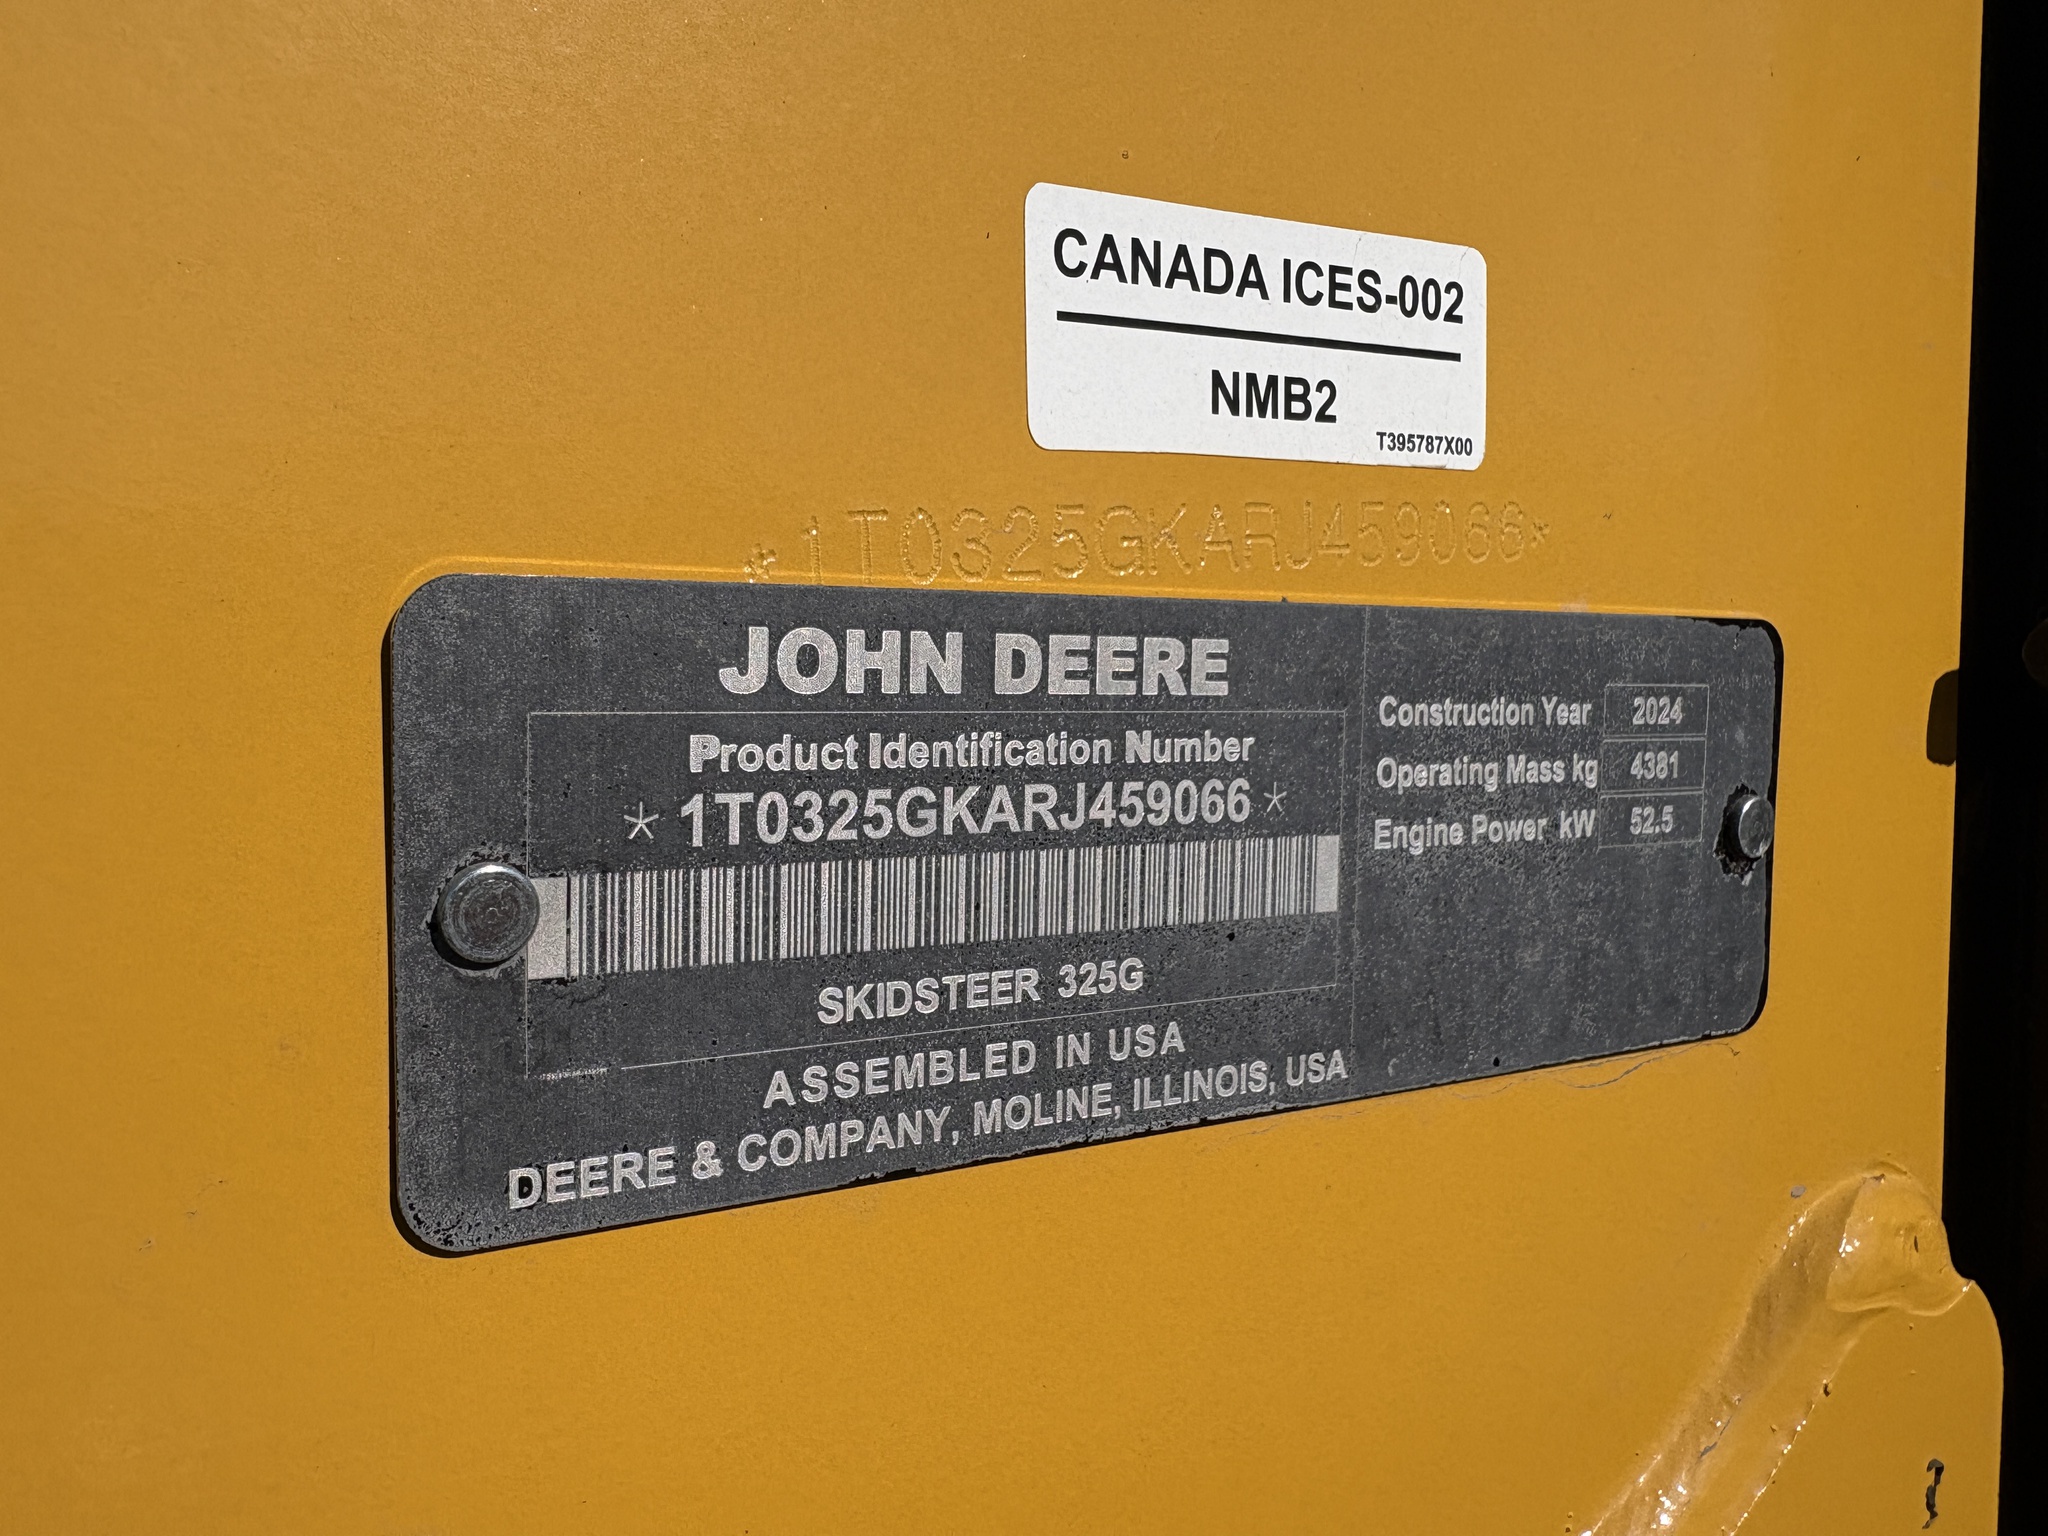 CANADA ICES-002
NMB2
T395787X00
*1T0325GKARJ459066*
JOHN DEERE
Product Identification Number
*1T0325GKARJ459066*
SKIDSTEER 325G
ASSEMBLED IN USA
DEERE & COMPANY, MOLINE, ILLINOIS, USA
Construction Year 2024
Operating Mass kg 4381
Engine Power kW 52.5